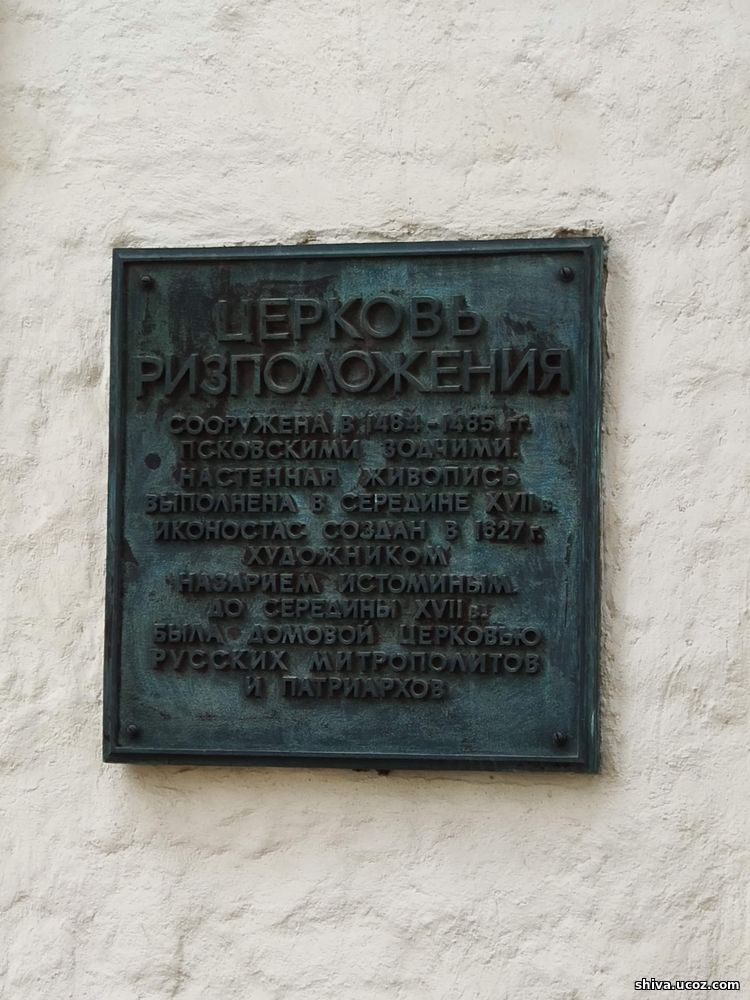 ЦЕРКОВЬ
РИЗПОЛОЖЕНИЯ
СООРУЖЕНА В 1484-1485 ГГ.
ПСКОВСКИМИ ЗОДЧИМИ.
НАСТЕННАЯ ЖИВОПИСЬ
ВЫПОЛНЕНА В СЕРЕДИНЕ XVII В.
ИКОНОСТАС СОЗДАН В 1627 Г.
ХУДОЖНИКОМ
НАЗАРИЕМ ИСТОМИНЫМ.
ДО СЕРЕДИНЫ XVII В.
БЫЛА ДОМОВОЙ ЦЕРКОВЬЮ
РУССКИХ МИТРОПОЛИТОВ
И ПАТРИАРХОВ
shiva.ucoz.com